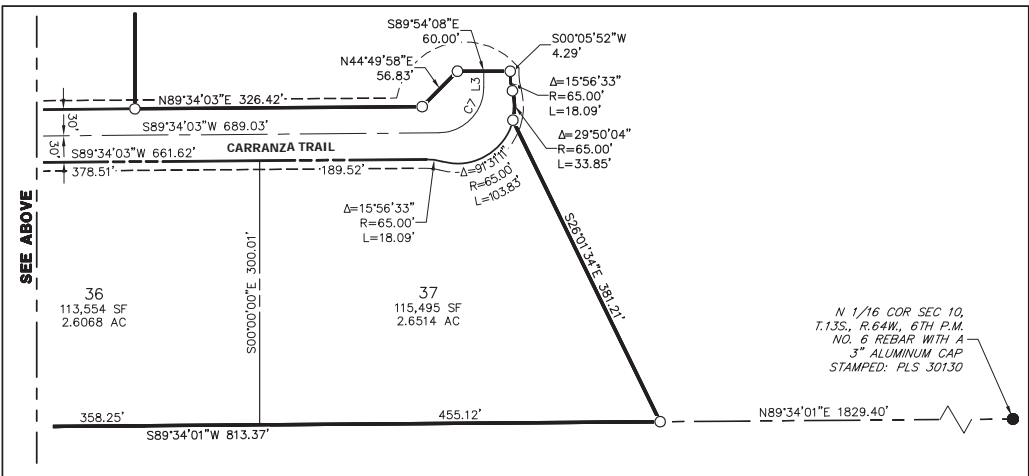 S89°54'08"E
60.00'
S00°05'52"W
4.29'
N44°49'58"E
56.83'
L3
Δ=15°56'33"
R=65.00'
L=18.09'
N89°34'03"E 326.42'
C7
30'
S89°34'03"W 689.03'
Δ=29°50'04"
R=65.00'
L=33.85'
CARRANZA TRAIL
30'
S89°34'03"W 661.62'
378.51'
189.52'
Δ=91°31'11"
R=65.00'
L=103.83'
Δ=15°56'33"
R=65.00'
L=18.09'
SEE ABOVE
S26°01'34"E 381.21'
S00°00'00"E 300.01'
36
113,554 SF
2.6068 AC
37
115,495 SF
2.6514 AC
N 1/16 COR SEC 10,
T.13S., R.64W., 6TH P.M.
NO. 6 REBAR WITH A
3" ALUMINUM CAP
STAMPED: PLS 30130
358.25'
455.12'
N89°34'01"E 1829.40'
S89°34'01"W 813.37'